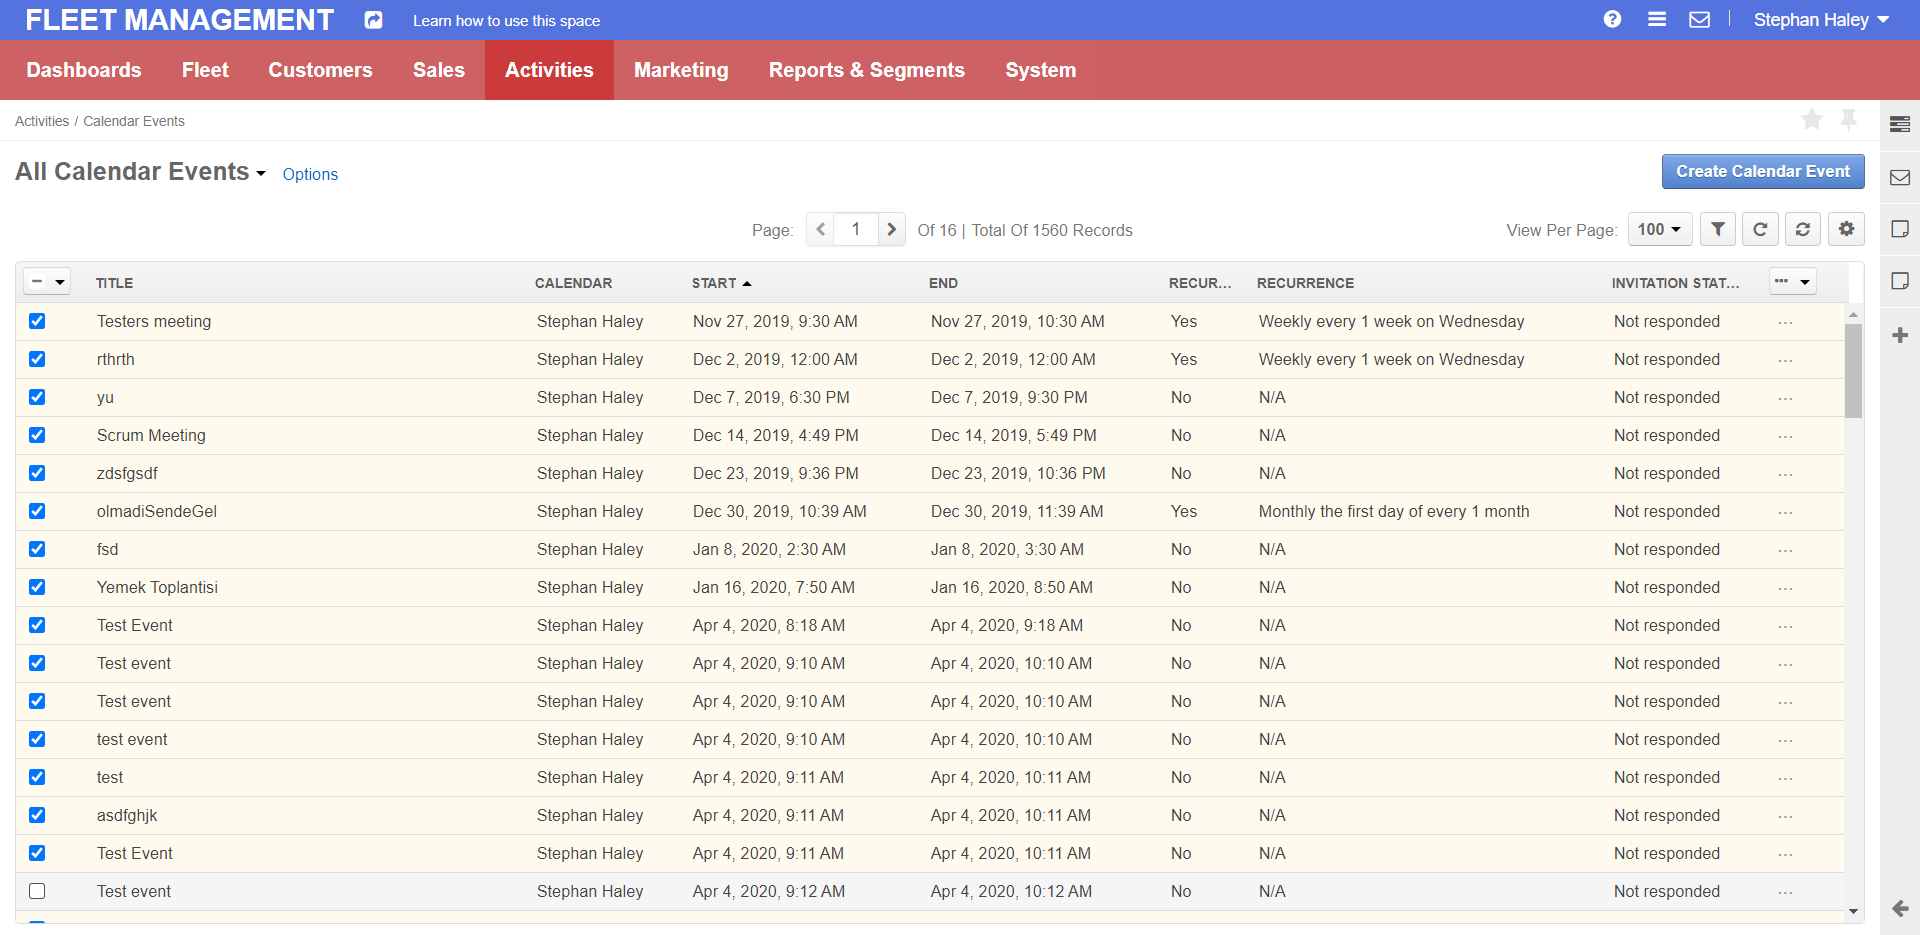 FLEET MANAGEMENT Learn how to use this space Stephan Haley
Dashboards Fleet Customers Sales Activities Marketing Reports & Segments System
Activities / Calendar Events
All Calendar Events Options Create Calendar Event
Page: 1 Of 16 | Total Of 1560 Records View Per Page: 100
TITLE CALENDAR START END RECUR... RECURRENCE INVITATION STAT...
Testers meeting Stephan Haley Nov 27, 2019, 9:30 AM Nov 27, 2019, 10:30 AM Yes Weekly every 1 week on Wednesday Not responded ...
rthrth Stephan Haley Dec 2, 2019, 12:00 AM Dec 2, 2019, 12:00 AM Yes Weekly every 1 week on Wednesday Not responded ...
yu Stephan Haley Dec 7, 2019, 6:30 PM Dec 7, 2019, 9:30 PM No N/A Not responded ...
Scrum Meeting Stephan Haley Dec 14, 2019, 4:49 PM Dec 14, 2019, 5:49 PM No N/A Not responded ...
zdsfgsdf Stephan Haley Dec 23, 2019, 9:36 PM Dec 23, 2019, 10:36 PM No N/A Not responded ...
olmadiSendeGel Stephan Haley Dec 30, 2019, 10:39 AM Dec 30, 2019, 11:39 AM Yes Monthly the first day of every 1 month Not responded ...
fsd Stephan Haley Jan 8, 2020, 2:30 AM Jan 8, 2020, 3:30 AM No N/A Not responded ...
Yemek Toplantisi Stephan Haley Jan 16, 2020, 7:50 AM Jan 16, 2020, 8:50 AM No N/A Not responded ...
Test Event Stephan Haley Apr 4, 2020, 8:18 AM Apr 4, 2020, 9:18 AM No N/A Not responded ...
Test event Stephan Haley Apr 4, 2020, 9:10 AM Apr 4, 2020, 10:10 AM No N/A Not responded ...
Test event Stephan Haley Apr 4, 2020, 9:10 AM Apr 4, 2020, 10:10 AM No N/A Not responded ...
test event Stephan Haley Apr 4, 2020, 9:10 AM Apr 4, 2020, 10:10 AM No N/A Not responded ...
test Stephan Haley Apr 4, 2020, 9:11 AM Apr 4, 2020, 10:11 AM No N/A Not responded ...
asdfghjk Stephan Haley Apr 4, 2020, 9:11 AM Apr 4, 2020, 10:11 AM No N/A Not responded ...
Test Event Stephan Haley Apr 4, 2020, 9:11 AM Apr 4, 2020, 10:11 AM No N/A Not responded ...
Test event Stephan Haley Apr 4, 2020, 9:12 AM Apr 4, 2020, 10:12 AM No N/A Not responded ...